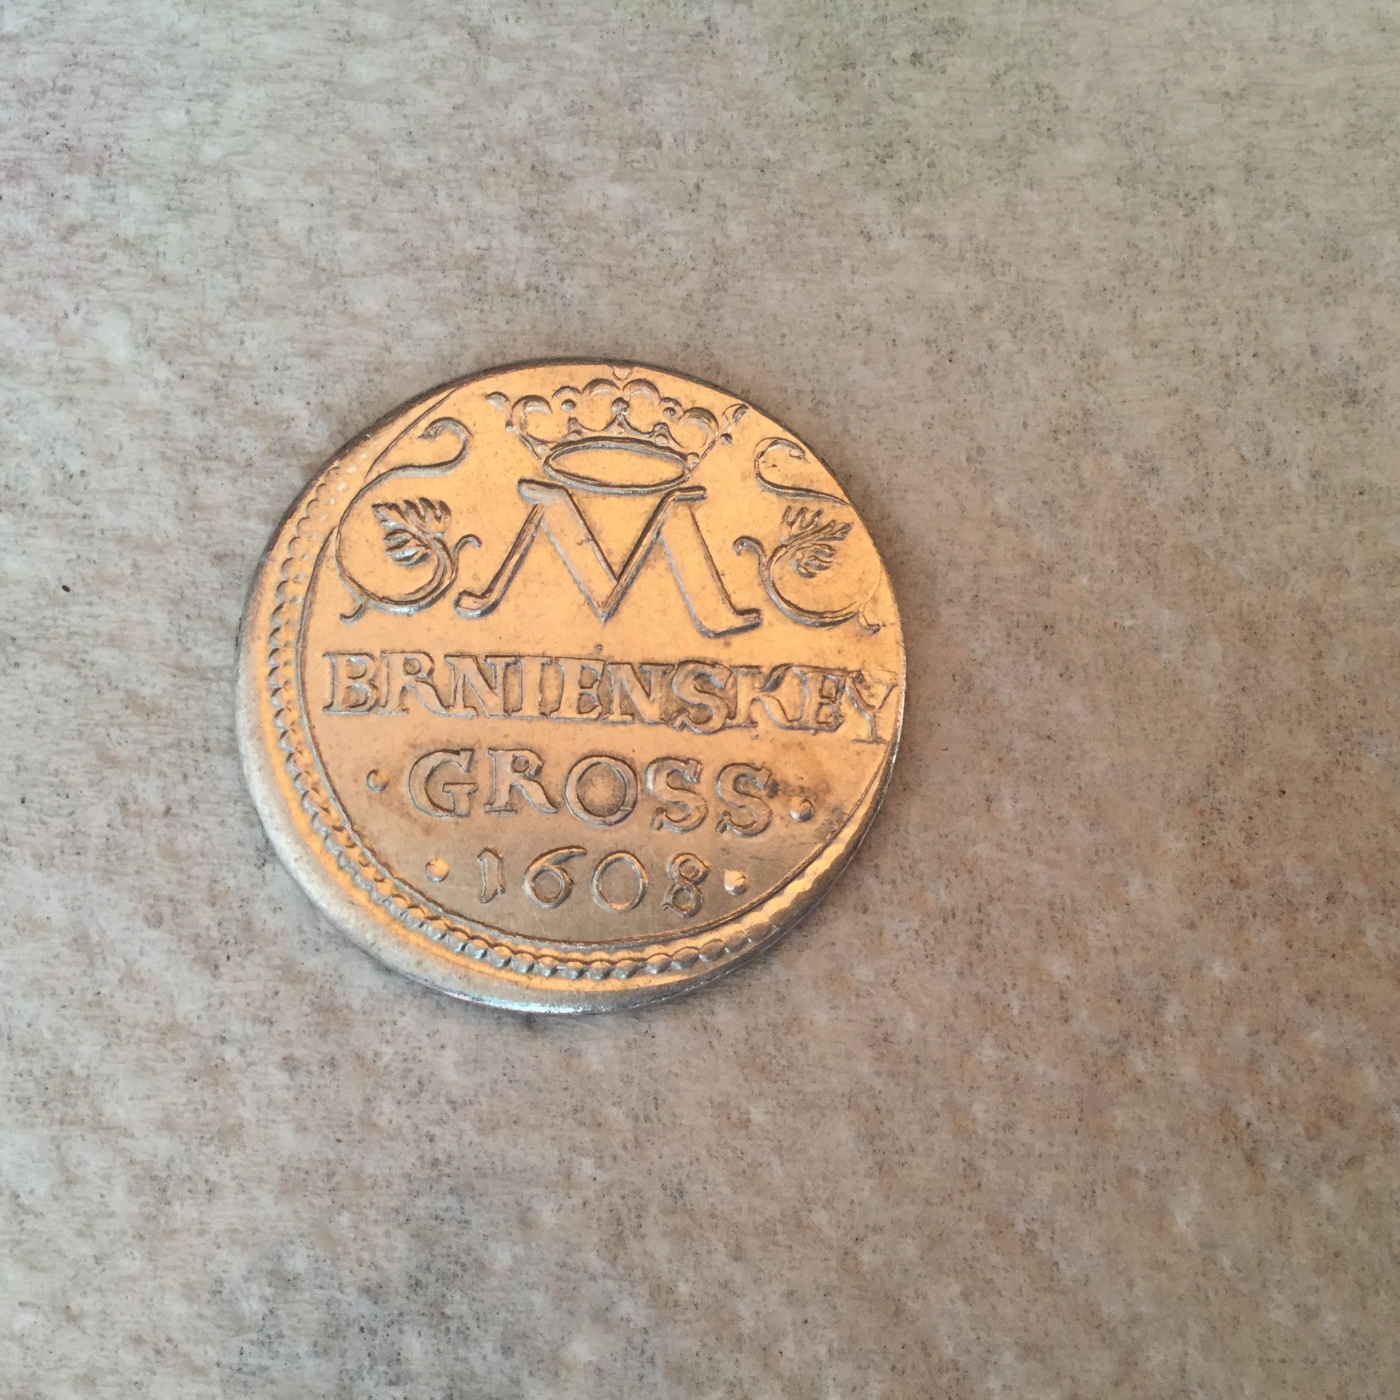 M
BRNIENSKEY
·GROSS·
·1608·